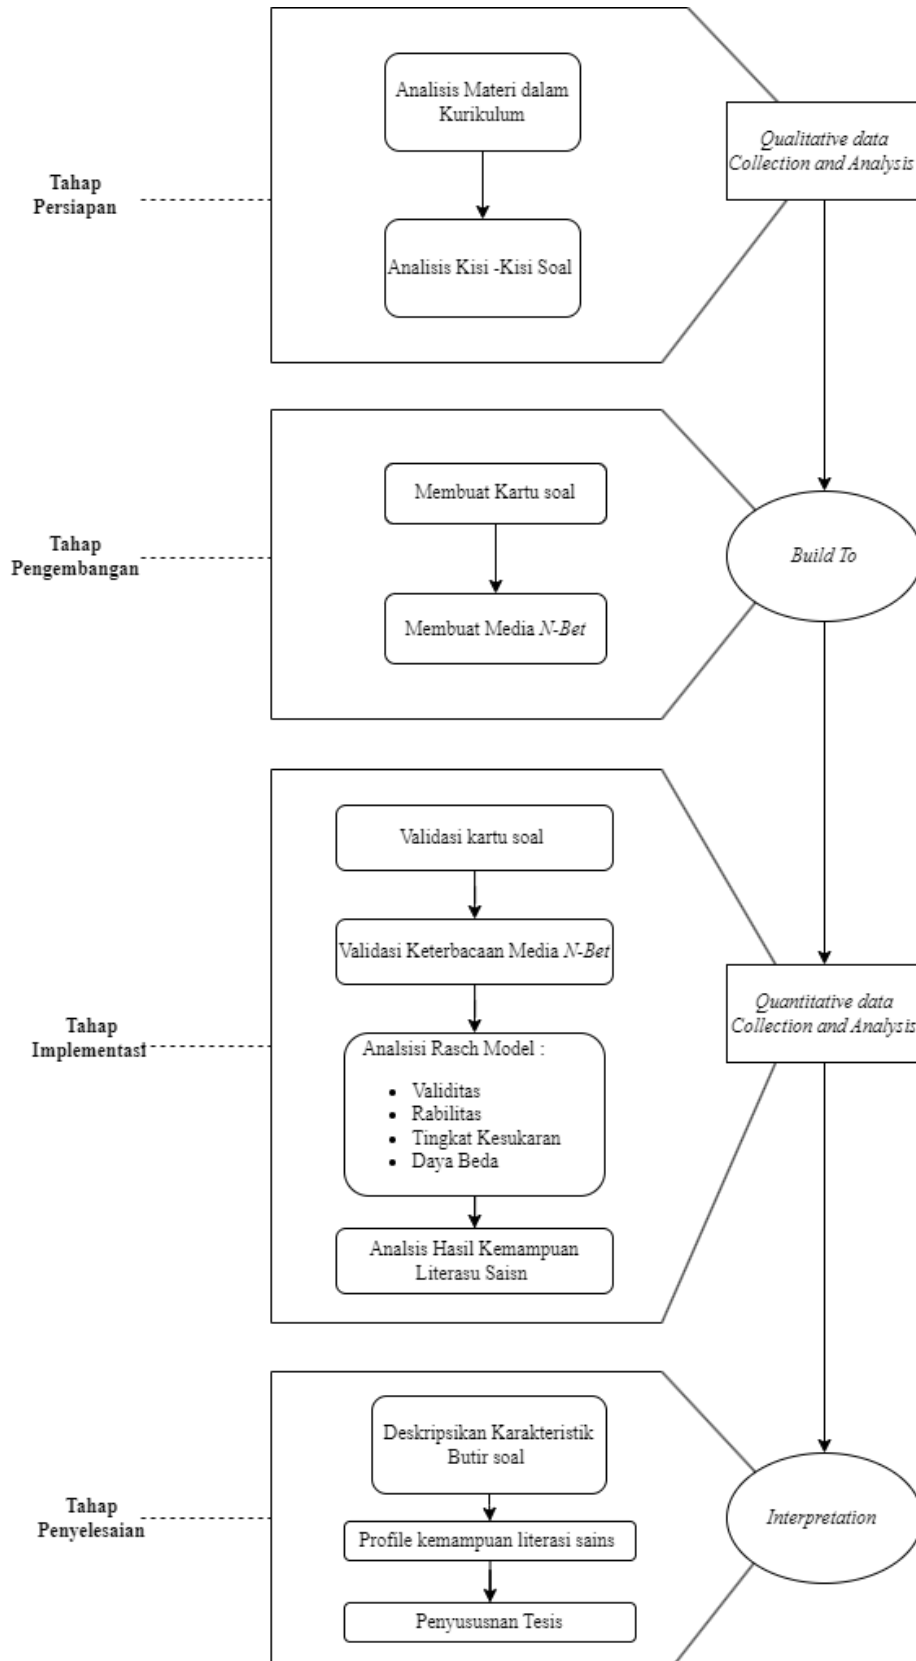 Analisis Materi dalam
Kurikulum
Qualitative data
Collection and Analysis
Tahap
Persiapan
Analisis Kisi -Kisi Soal
Membuat Kartu soal
Tahap
Pengembangan
Build To
Membuat Media N-Bet
Validasi kartu soal
Validasi Keterbacaan Media N-Bet
Quantitative data
Collection and Analysis
Tahap
Implementasi
Analsisi Rasch Model :
• Validitas
• Rabilitas
• Tingkat Kesukaran
• Daya Beda
Analsis Hasil Kemampuan
Literasu Saisn
Deskripsikan Karakteristik
Butir soal
Tahap
Penyelesaian
Interpretation
Profile kemampuan literasi sains
Penyususnan Tesis